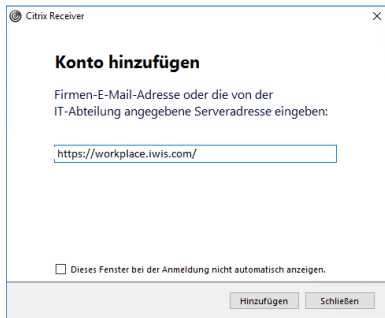 Citrix Receiver
Konto hinzufügen
Firmen-E-Mail-Adresse oder die von der
IT-Abteilung angegebene Serveradresse eingeben:
https://workplace.iwis.com/
Dieses Fenster bei der Anmeldung nicht automatisch anzeigen.
Hinzufügen
Schließen